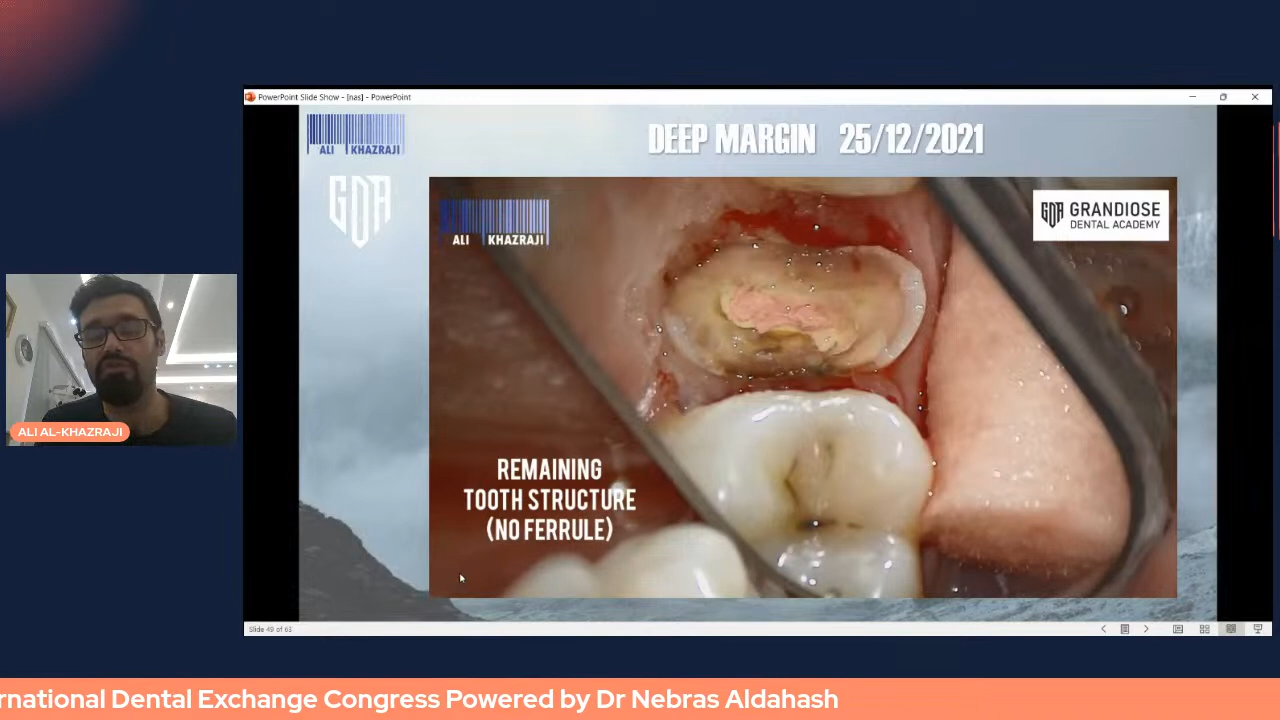 PowerPoint Slide Show - [nas] - PowerPoint
ALI KHAZRAJI
DEEP MARGIN 25/12/2021
GDA
ALI KHAZRAJI
GDA GRANDIOSE
DENTAL ACADEMY
REMAINING
TOOTH STRUCTURE
(NO FERRULE)
ALI AL-KHAZRAJI
Slide 49 of 63
rnational Dental Exchange Congress Powered by Dr Nebras Aldahash